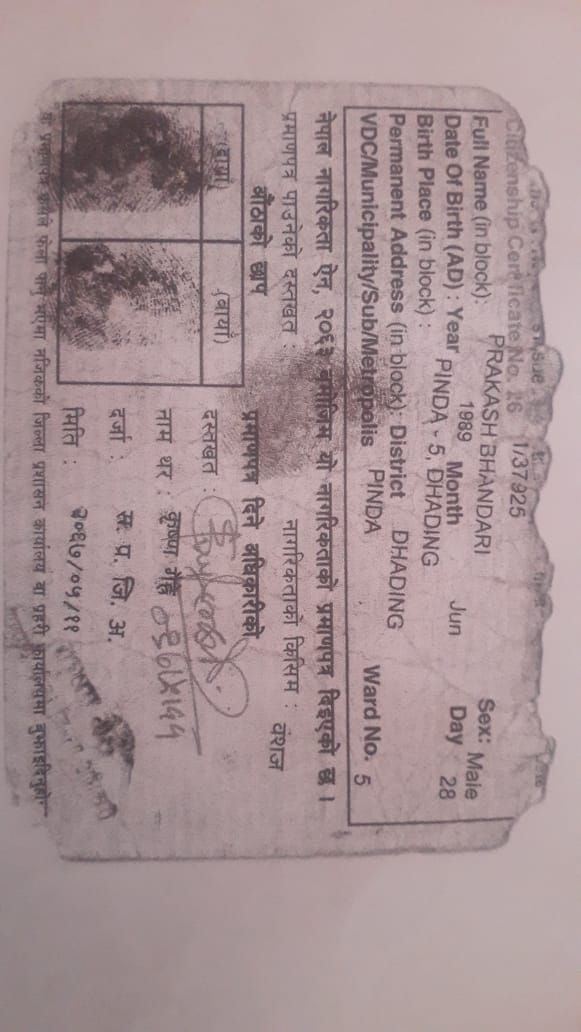 Citizenship Certificate No. 26 1/37925 Sex: Male
Full Name (in block): PRAKASH BHANDARI
Date Of Birth (AD) : Year 1989 Month Jun Day 28
Birth Place (in block) : PINDA - 5, DHADING
Permanent Address (in block): District DHADING
VDC/Municipality/Sub/Metropolis PINDA Ward No. 5
नेपाल नागरिकता ऐन, २०६३ बमोजिम यो नागरिकताको प्रमाणपत्र दिइएको छ ।
प्रमाणपत्र पाउनेको दस्तखत : नागरिकताको किसिम : वंशज
औंठाको छाप
(दायाँ) (वायाँ)
प्रमाणपत्र दिने अधिकारीको
दस्तखत :
नाम थर : कृष्ण
दर्जा : स. प्र. जि. अ.
मिति : २०६७/०५/११
यो प्रमाणपत्र नजिकको जिल्ला प्रशासन कार्यालय वा प्रहरी कार्यालयमा बुझाइदिनुहोला